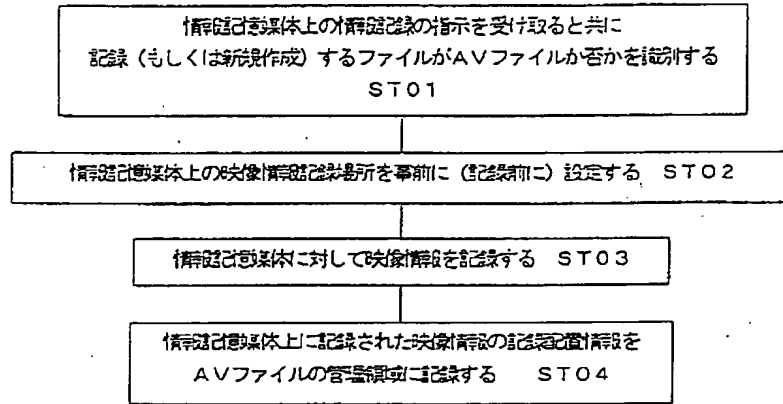 情報記憶媒体上の情報記録の指示を受け取ると共に
記録（もしくは新規作成）するファイルがAVファイルか否かを識別する
ST01
情報記憶媒体上の映像情報記録場所を事前に（記録前に）設定する ST02
情報記憶媒体に対して映像情報を記録する ST03
情報記憶媒体上に記録された映像情報の記録配置情報を
AVファイルの管理領域に記録する ST04